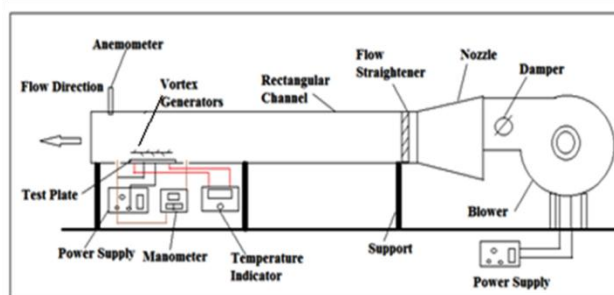 Anemometer
Flow Direction
Vortex
Generators
Rectangular
Channel
Flow
Straightener
Nozzle
Damper
Test Plate
Power Supply
Manometer
Temperature
Indicator
Support
Blower
Power Supply